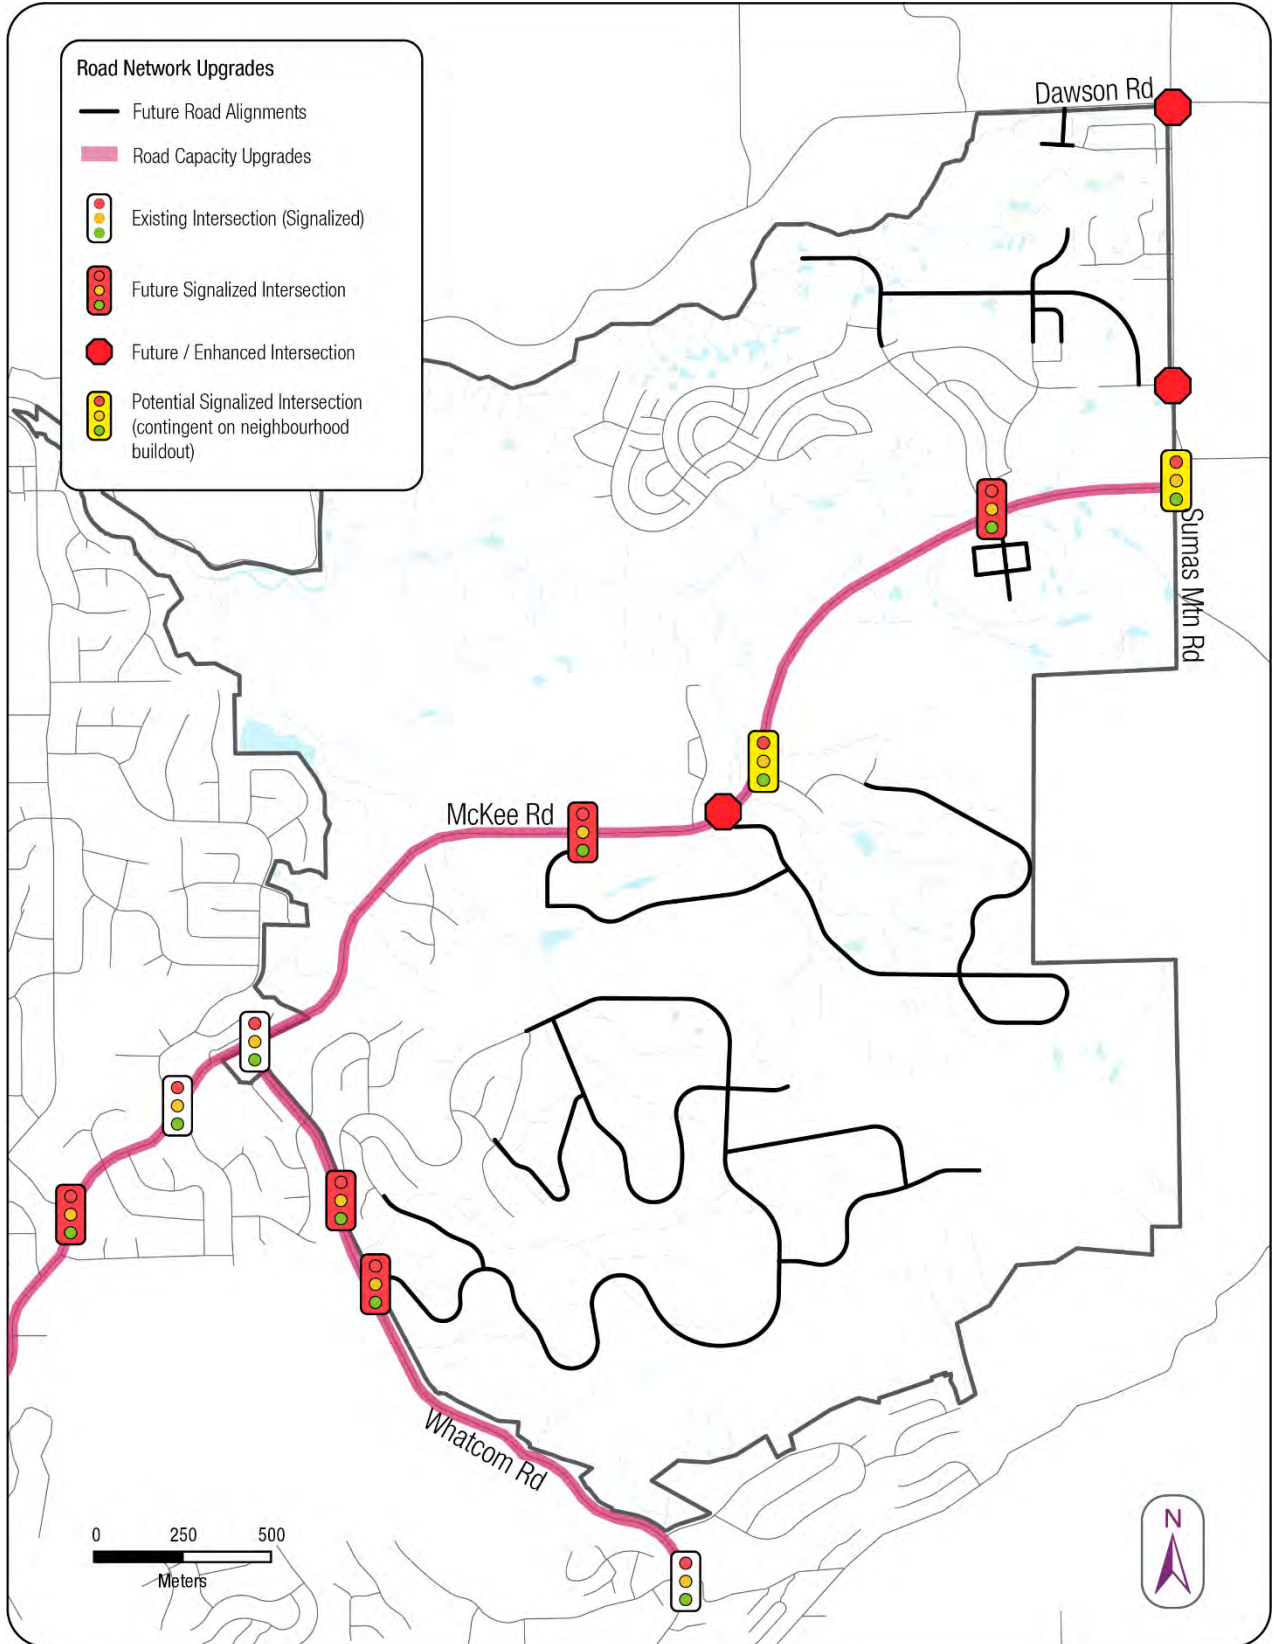 Road Network Upgrades
Future Road Alignments
Road Capacity Upgrades
Existing Intersection (Signalized)
Future Signalized Intersection
Future / Enhanced Intersection
Potential Signalized Intersection
(contingent on neighbourhood
buildout)
Dawson Rd
Sumas Mtn Rd
McKee Rd
Whatcom Rd
0 250 500
Meters
N